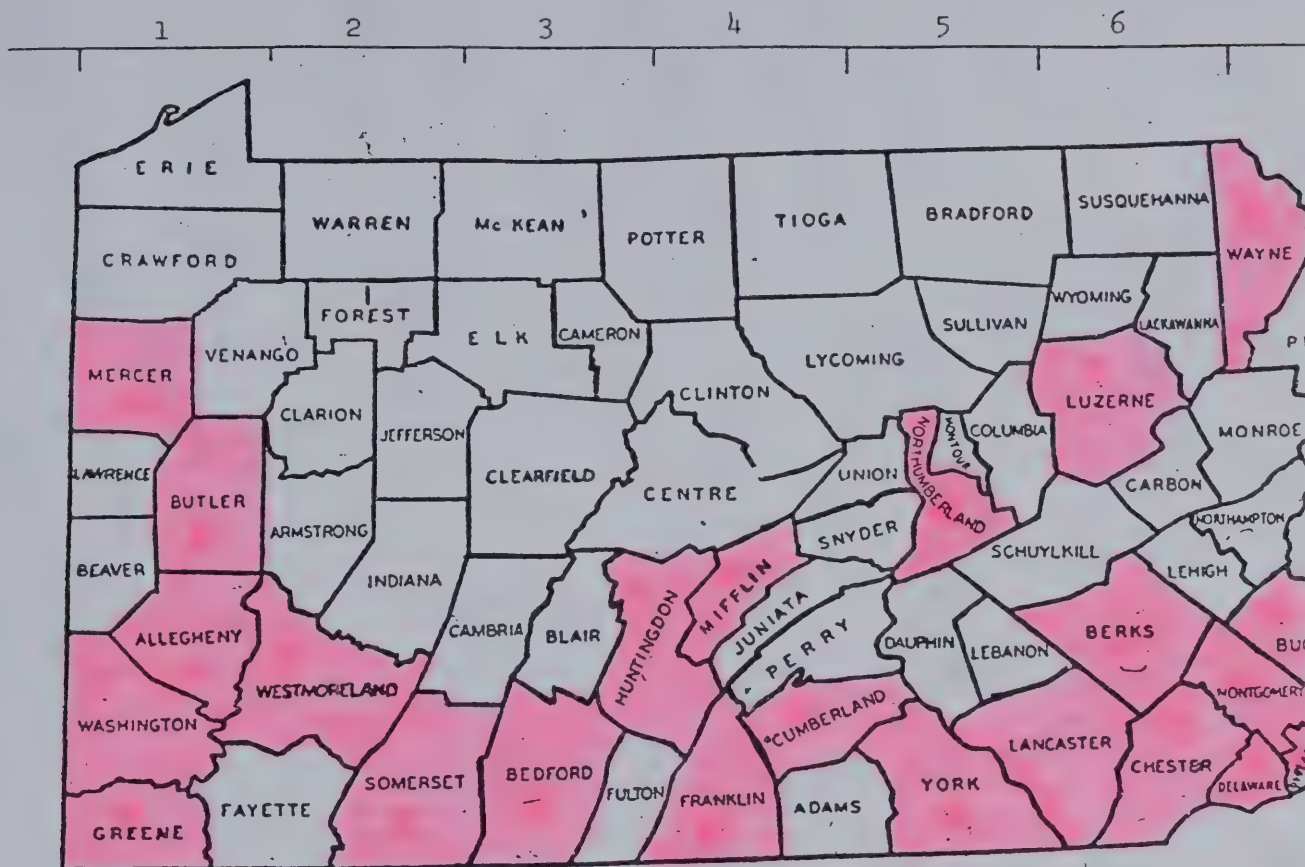 1 2 3 4 5 6
ERIE
CRAWFORD
WARREN
McKEAN
POTTER
TIOGA
BRADFORD
SUSQUEHANNA
WAYNE
MERCER
VENANGO
FOREST
ELK
CAMERON
CLINTON
LYCOMING
SULLIVAN
WYOMING
LACKAWANNA
LUZERNE
LAWRENCE
BUTLER
CLARION
JEFFERSON
CLEARFIELD
CENTRE
UNION
NORTHUMBERLAND
MONTOUR
COLUMBIA
MONROE
CARBON
BEAVER
ARMSTRONG
INDIANA
SNYDER
SCHUYLKILL
NORTHAMPTON
LEHIGH
ALLEGHENY
CAMBRIA
BLAIR
HUNTINGDON
MIFFLIN
JUNIATA
PERRY
DAUPHIN
LEBANON
BERKS
WASHINGTON
WESTMORELAND
CUMBERLAND
LANCASTER
MONTGOMERY
GREENE
FAYETTE
SOMERSET
BEDFORD
FULTON
FRANKLIN
ADAMS
YORK
CHESTER
DELAWARE